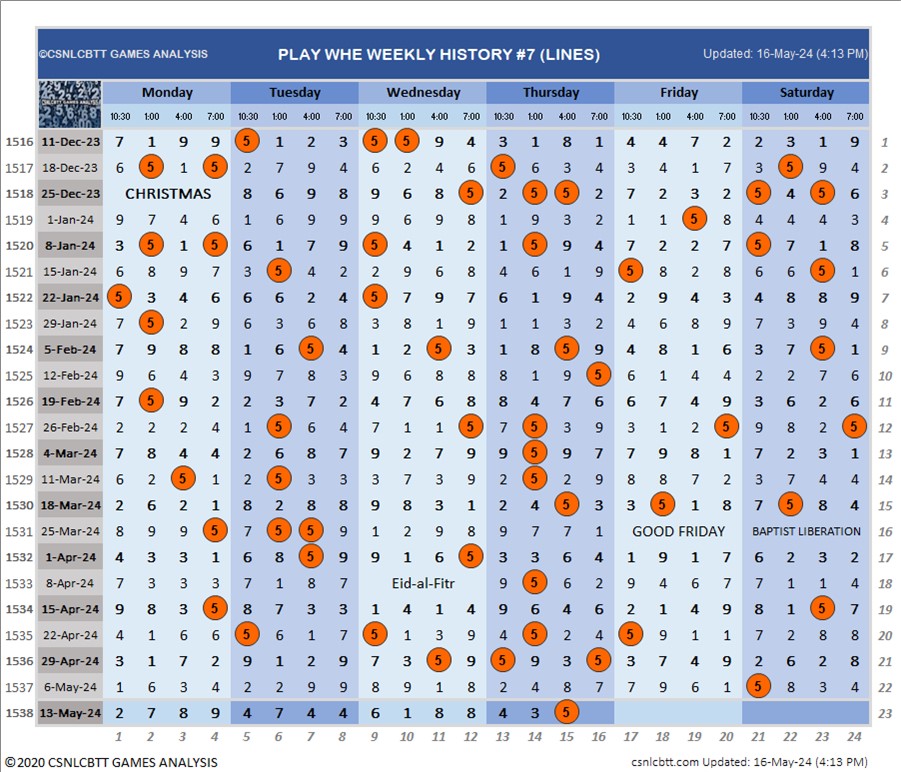 ©CSNLCBTT GAMES ANALYSIS PLAY WHE WEEKLY HISTORY #7 (LINES) Updated: 16-May-24 (4:13 PM)
Monday Tuesday Wednesday Thursday Friday Saturday
10:30 1:00 4:00 7:00 10:30 1:00 4:00 7:00 10:30 1:00 4:00 7:00 10:30 1:00 4:00 7:00 10:30 1:00 4:00 7:00 10:30 1:00 4:00 7:00
1516 11-Dec-23 7 1 9 9 5 1 2 3 5 5 9 4 3 1 8 1 4 4 7 2 2 3 1 9 1
1517 18-Dec-23 6 5 1 5 2 7 9 4 6 2 4 6 5 6 3 4 7 3 4 1 7 3 5 9 4 2
1518 25-Dec-23 CHRISTMAS 8 6 9 8 9 6 8 5 2 5 5 2 7 2 3 2 5 4 5 6 3
1519 1-Jan-24 9 7 4 6 1 6 9 9 9 6 9 8 1 9 3 2 1 1 5 8 4 4 4 3 4
1520 8-Jan-24 3 5 1 5 6 1 7 9 5 4 1 2 1 5 9 4 7 2 2 7 5 7 1 8 5
1521 15-Jan-24 6 8 9 7 3 5 4 2 2 9 6 8 4 6 1 9 5 8 2 8 6 6 5 1 6
1522 22-Jan-24 5 3 4 6 6 6 2 4 5 7 9 7 6 1 9 4 2 9 4 3 4 8 8 9 7
1523 29-Jan-24 7 5 2 9 6 3 6 8 3 8 1 9 1 1 3 2 4 6 8 9 7 3 9 4 8
1524 5-Feb-24 7 9 8 8 1 6 5 4 1 2 5 3 1 8 5 9 4 8 1 6 3 7 5 1 9
1525 12-Feb-24 9 6 4 3 9 7 8 3 9 6 8 8 8 1 9 5 6 1 4 4 2 2 7 6 10
1526 19-Feb-24 7 5 9 2 2 3 7 2 4 7 6 8 8 4 7 6 6 7 4 9 3 6 2 6 11
1527 26-Feb-24 2 2 2 4 1 5 6 4 7 1 1 5 7 5 3 9 3 1 2 5 9 8 2 5 12
1528 4-Mar-24 7 8 4 4 2 6 8 7 9 2 7 9 9 5 9 7 7 9 8 1 7 2 3 1 13
1529 11-Mar-24 6 2 5 1 2 5 3 3 3 7 3 9 2 5 1 2 8 8 7 2 3 7 4 4 14
1530 18-Mar-24 2 6 2 1 8 2 8 8 9 8 3 1 2 4 5 3 3 5 1 8 7 5 8 4 15
1531 25-Mar-24 8 9 9 5 7 5 5 9 1 2 9 8 9 7 7 1 GOOD FRIDAY BAPTIST LIBERATION 16
1532 1-Apr-24 4 3 3 1 6 8 5 9 9 1 6 5 3 3 6 4 1 9 1 7 6 2 3 2 17
1533 8-Apr-24 7 3 3 3 7 1 8 7 Eid-al-Fitr 9 5 6 2 9 4 6 7 7 1 1 4 18
1534 15-Apr-24 9 8 3 5 8 7 3 3 1 4 1 4 9 6 4 6 2 1 4 9 8 1 5 7 19
1535 22-Apr-24 4 1 6 6 5 6 1 7 5 1 3 9 4 5 2 4 5 9 1 1 7 2 8 8 20
1536 29-Apr-24 3 1 7 2 9 1 2 9 7 3 5 9 5 9 3 5 3 7 4 9 2 6 2 8 21
1537 6-May-24 1 6 3 4 2 2 9 9 8 9 1 8 2 4 8 7 7 9 6 1 5 8 3 4 22
1538 13-May-24 2 7 8 9 4 7 4 4 6 1 8 8 4 3 5 23
1 2 3 4 5 6 7 8 9 10 11 12 13 14 15 16 17 18 19 20 21 22 23 24
©2020 CSNLCBTT GAMES ANALYSIS csnlcbtt.com Updated: 16-May-24 (4:13 PM)